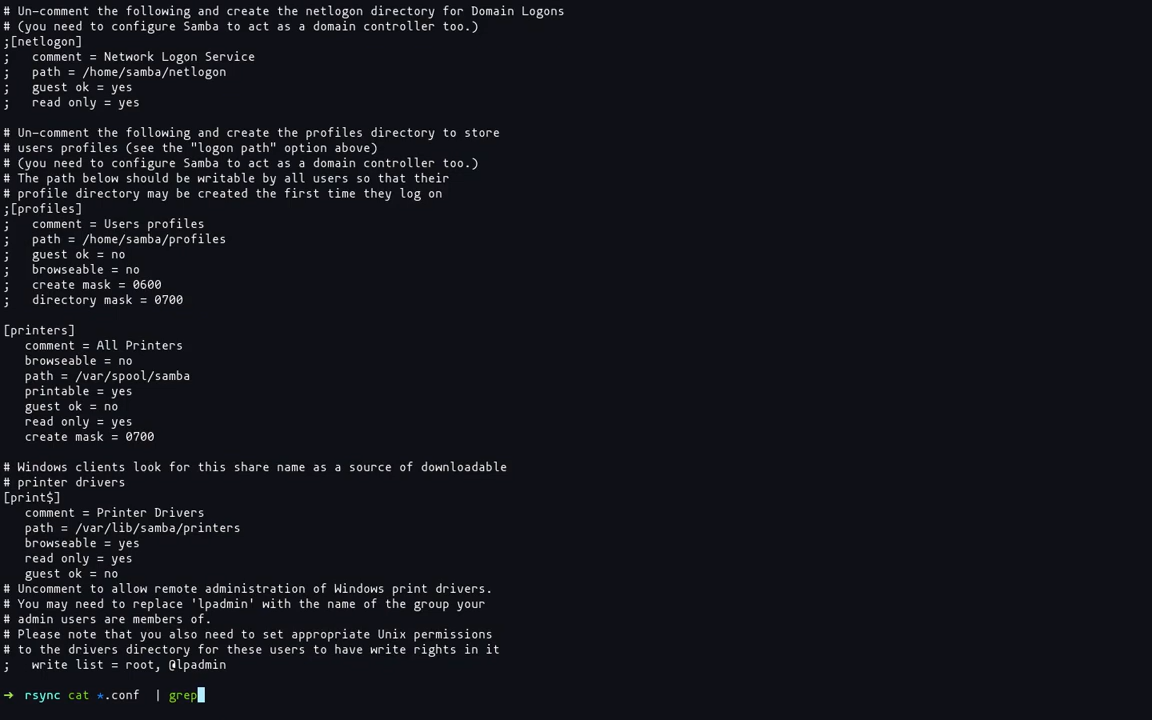 # Un-comment the following and create the netlogon directory for Domain Logons
# (you need to configure Samba to act as a domain controller too.)
;[netlogon]
;   comment = Network Logon Service
;   path = /home/samba/netlogon
;   guest ok = yes
;   read only = yes

# Un-comment the following and create the profiles directory to store
# users profiles (see the "logon path" option above)
# (you need to configure Samba to act as a domain controller too.)
# The path below should be writable by all users so that their
# profile directory may be created the first time they log on
;[profiles]
;   comment = Users profiles
;   path = /home/samba/profiles
;   guest ok = no
;   browseable = no
;   create mask = 0600
;   directory mask = 0700

[printers]
   comment = All Printers
   browseable = no
   path = /var/spool/samba
   printable = yes
   guest ok = no
   read only = yes
   create mask = 0700

# Windows clients look for this share name as a source of downloadable
# printer drivers
[print$]
   comment = Printer Drivers
   path = /var/lib/samba/printers
   browseable = yes
   read only = yes
   guest ok = no
# Uncomment to allow remote administration of Windows print drivers.
# You may need to replace 'lpadmin' with the name of the group your
# admin users are members of.
# Please note that you also need to set appropriate Unix permissions
# to the drivers directory for these users to have write rights in it
;   write list = root, @lpadmin

→ rsync cat *.conf  | grep